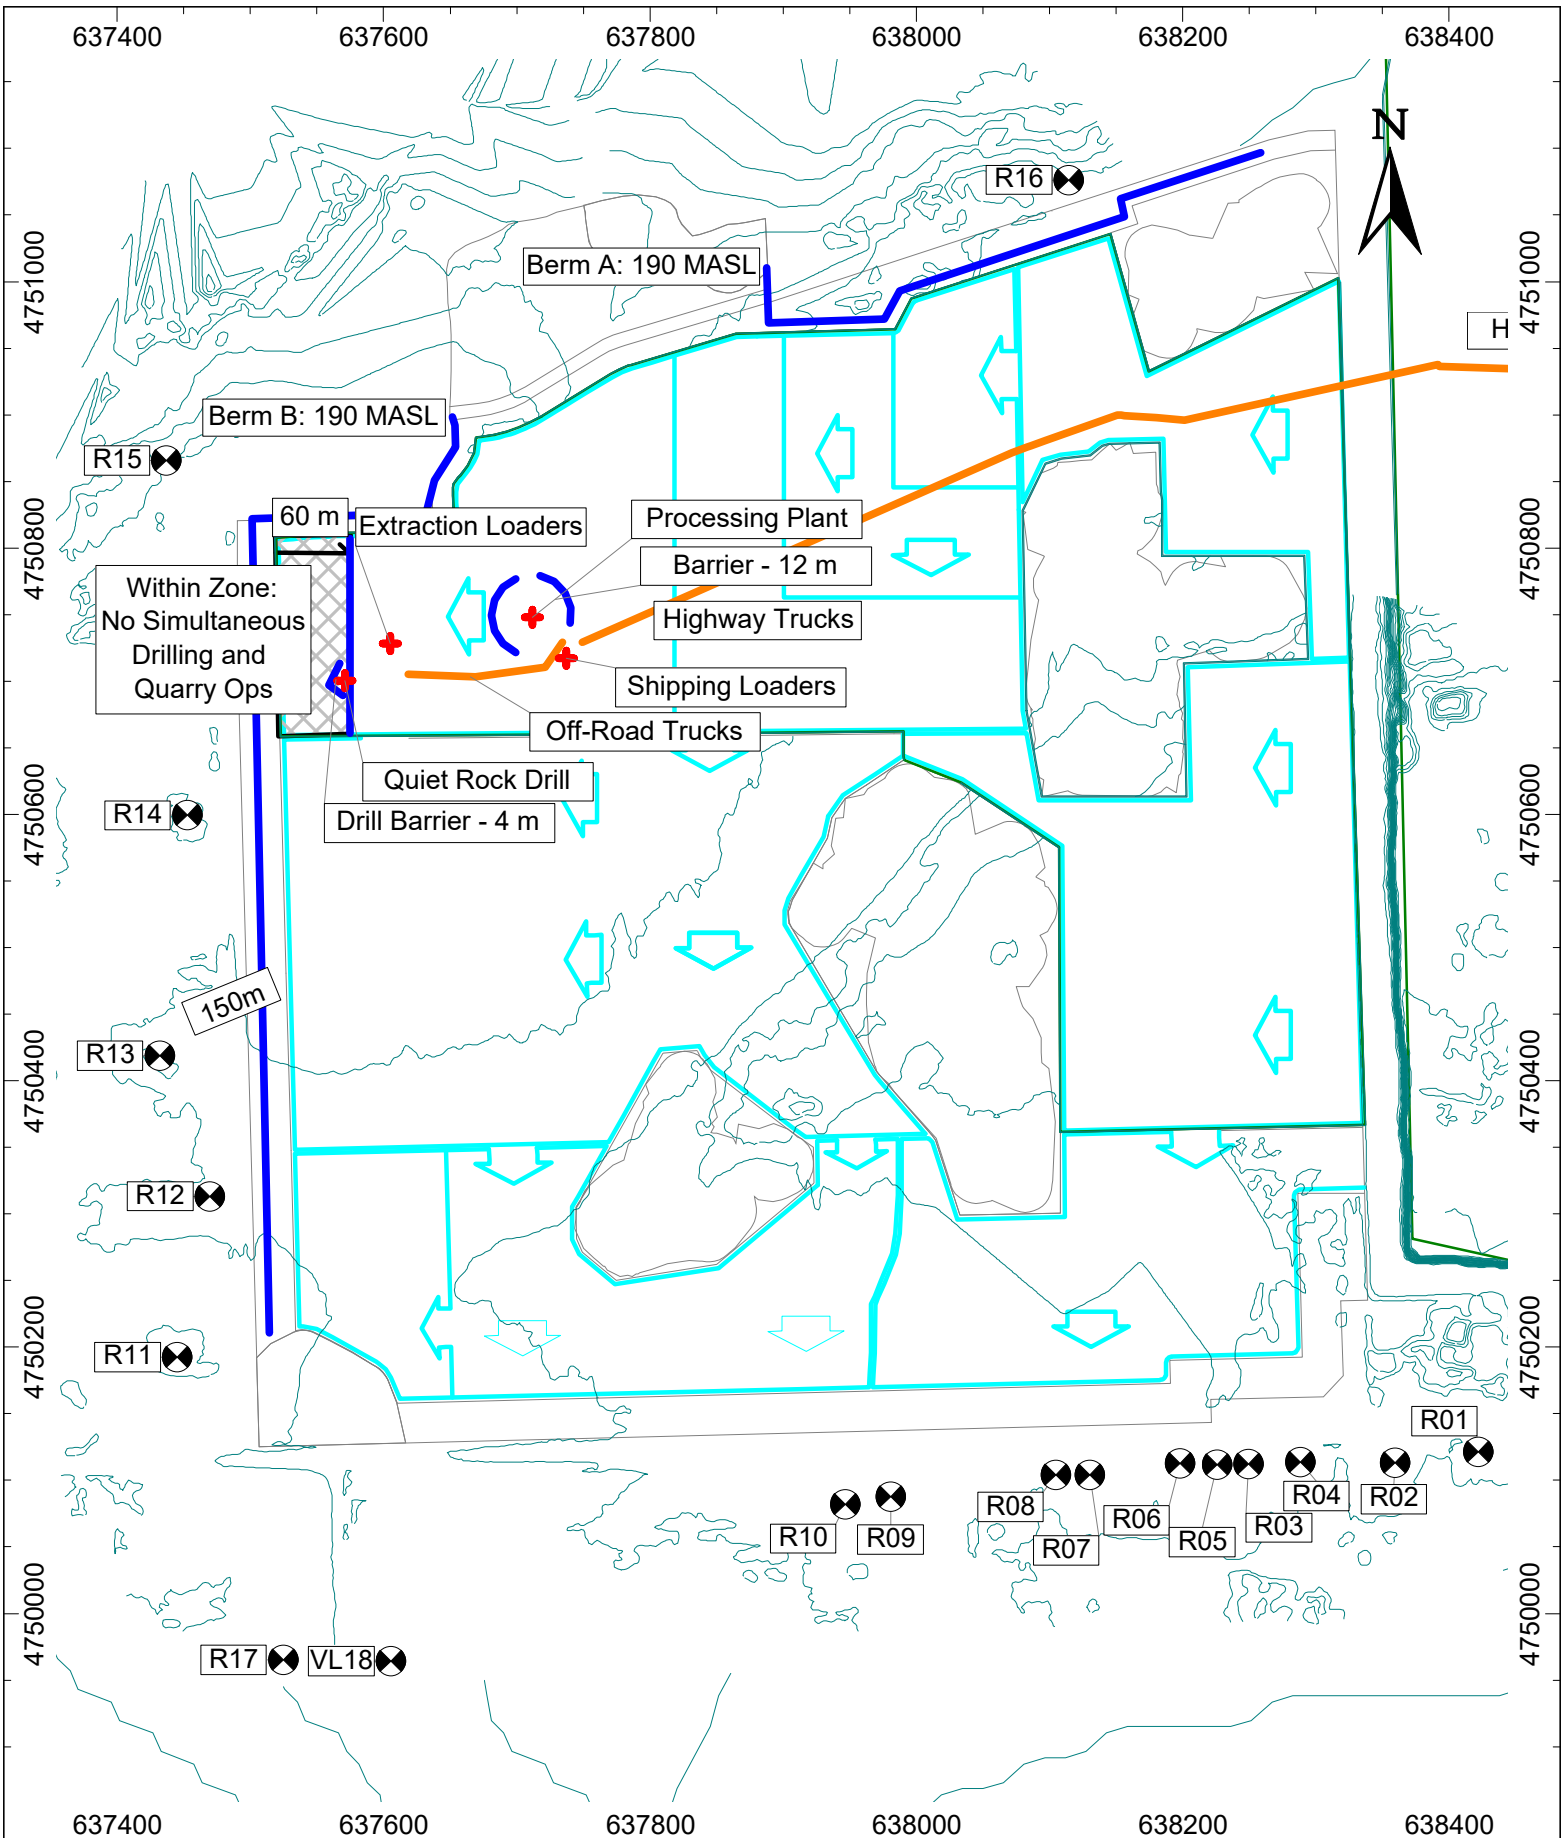 637400 637600 637800 638000 638200 638400
N
R16
Berm A: 190 MASL
4751000
4751000
H
Berm B: 190 MASL
R15
60 m
Extraction Loaders
Processing Plant
4750800
4750800
Barrier - 12 m
Within Zone:
No Simultaneous
Drilling and
Quarry Ops
Highway Trucks
Shipping Loaders
Off-Road Trucks
Quiet Rock Drill
Drill Barrier - 4 m
R14
4750600
4750600
150m
R13
4750400
4750400
R12
R11
4750200
4750200
R01
R10
R09
R08
R07
R06
R05
R03
R04
R02
4750000
4750000
R17
VL18
637400 637600 637800 638000 638200 638400